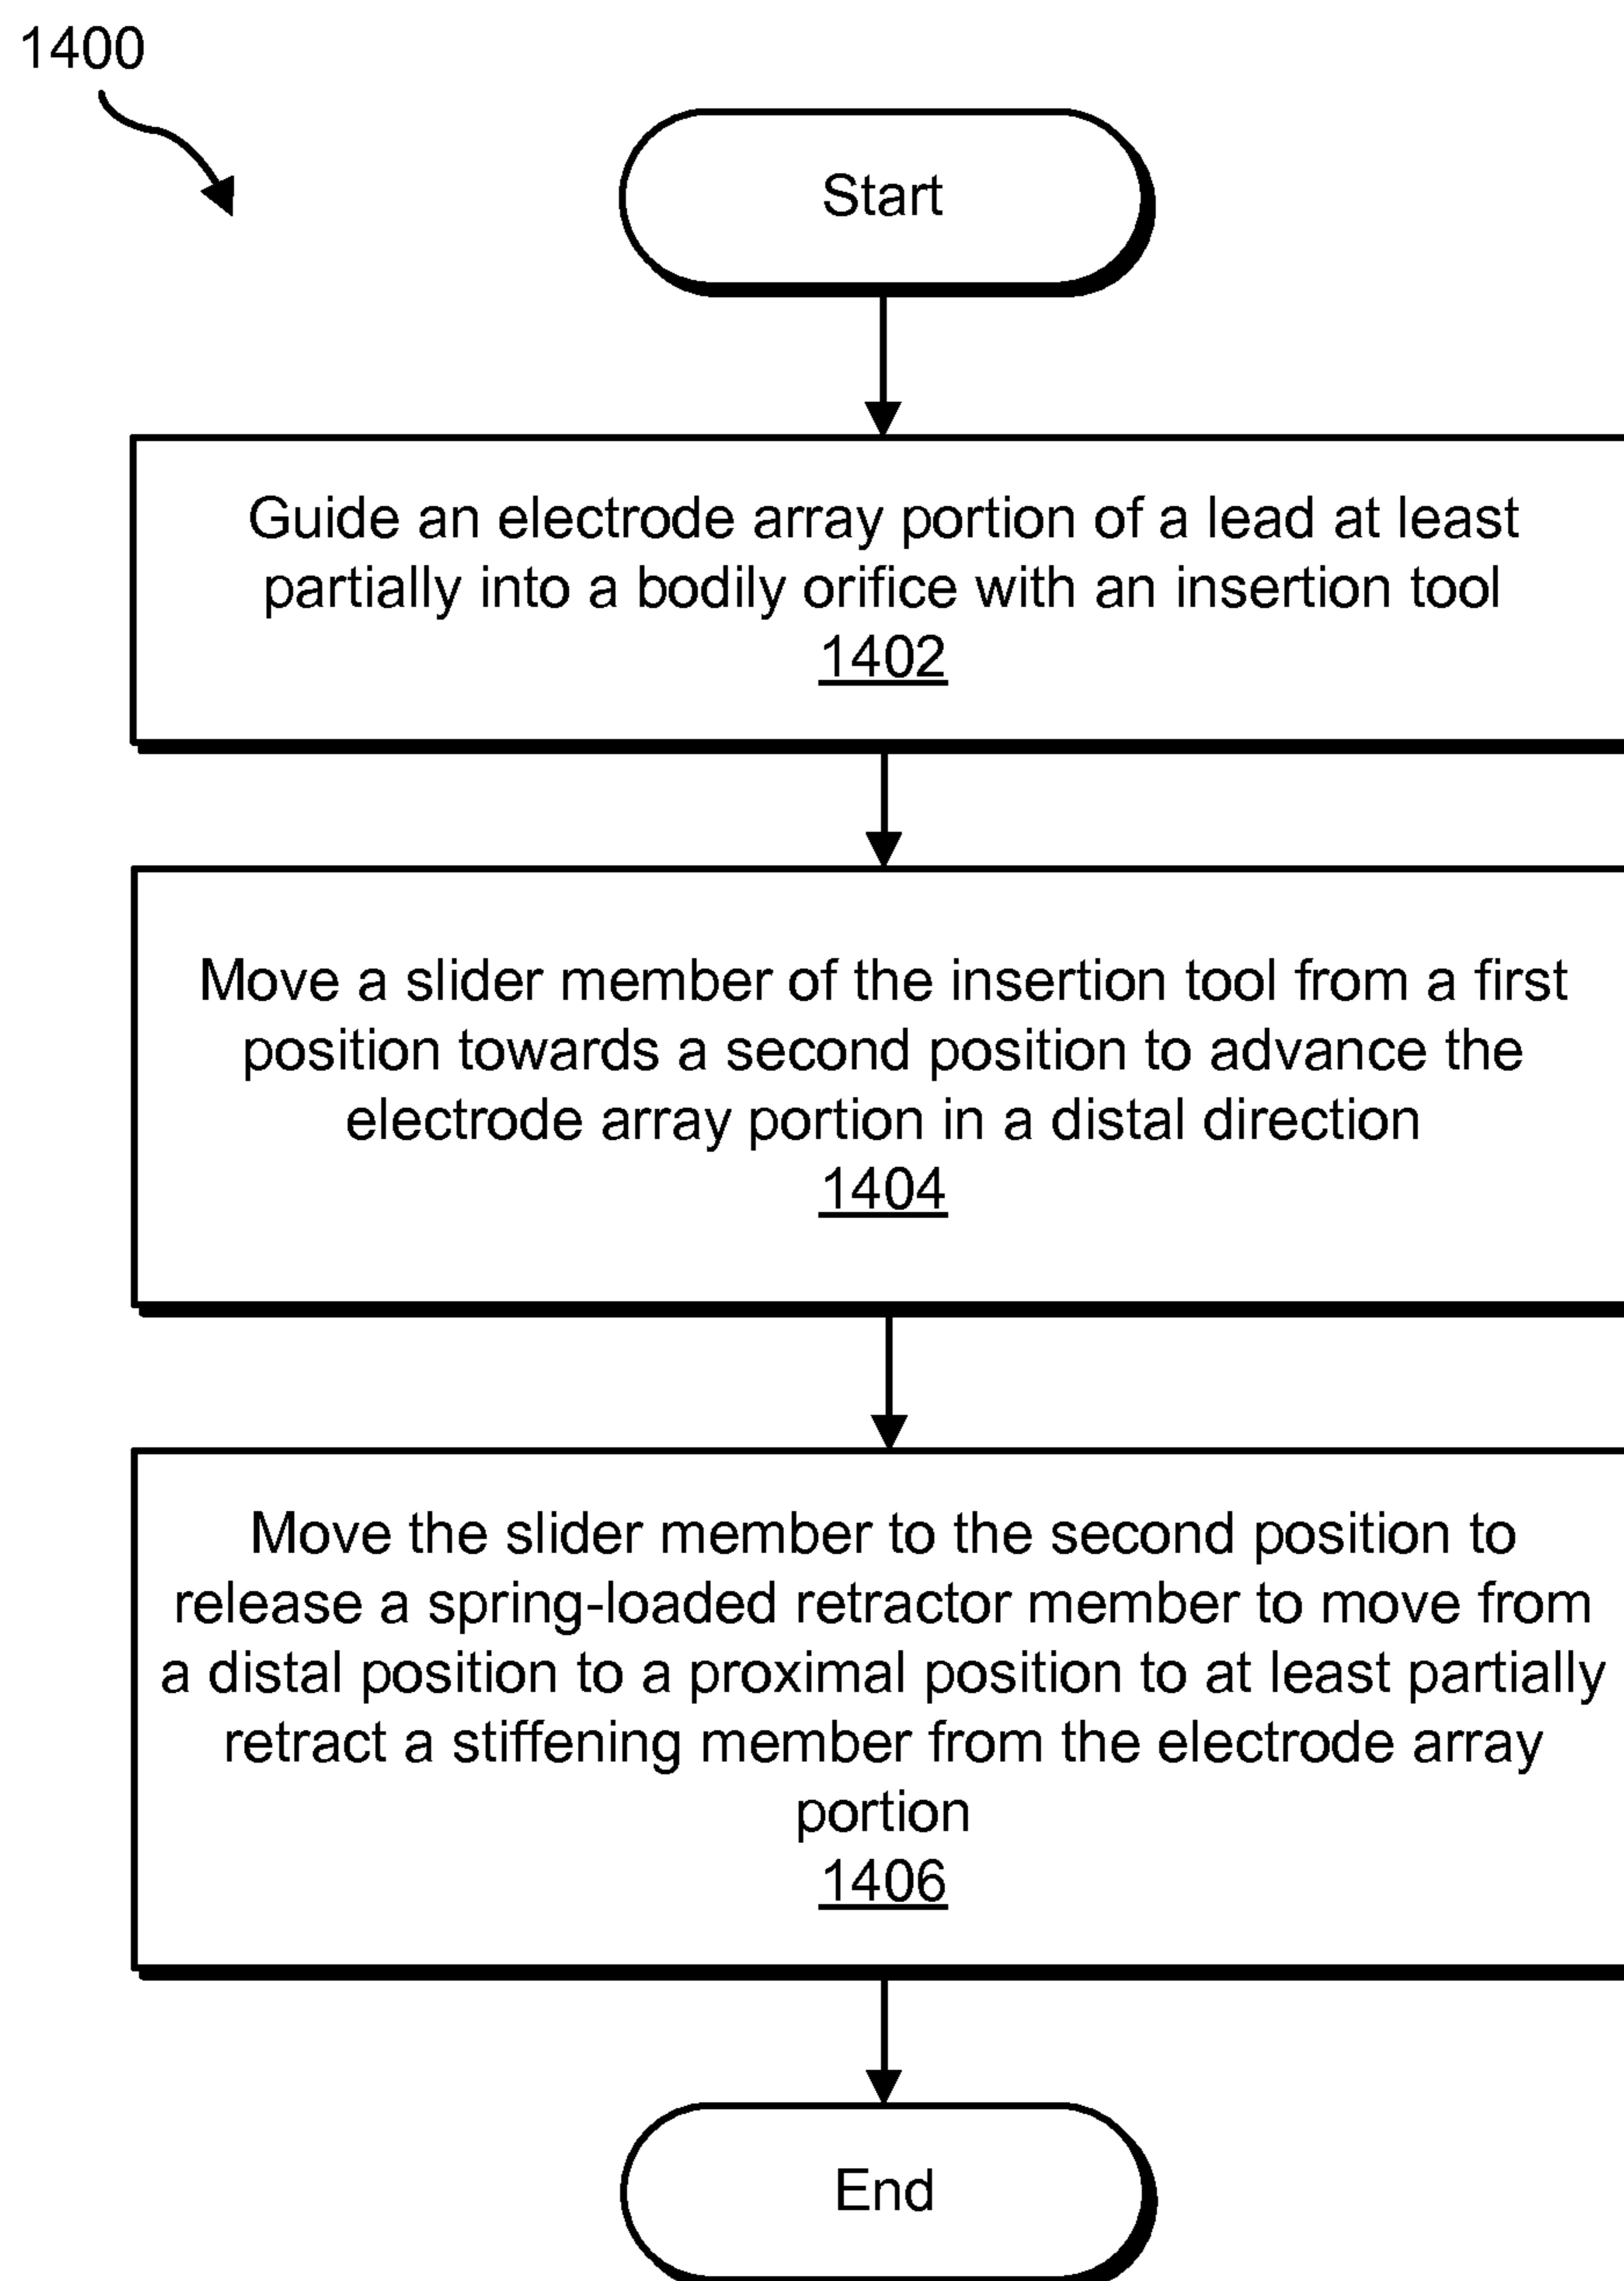 1400
Start
Guide an electrode array portion of a lead at least
partially into a bodily orifice with an insertion tool
1402
Move a slider member of the insertion tool from a first
position towards a second position to advance the
electrode array portion in a distal direction
1404
Move the slider member to the second position to
release a spring-loaded retractor member to move from
a distal position to a proximal position to at least partially
retract a stiffening member from the electrode array
portion
1406
End